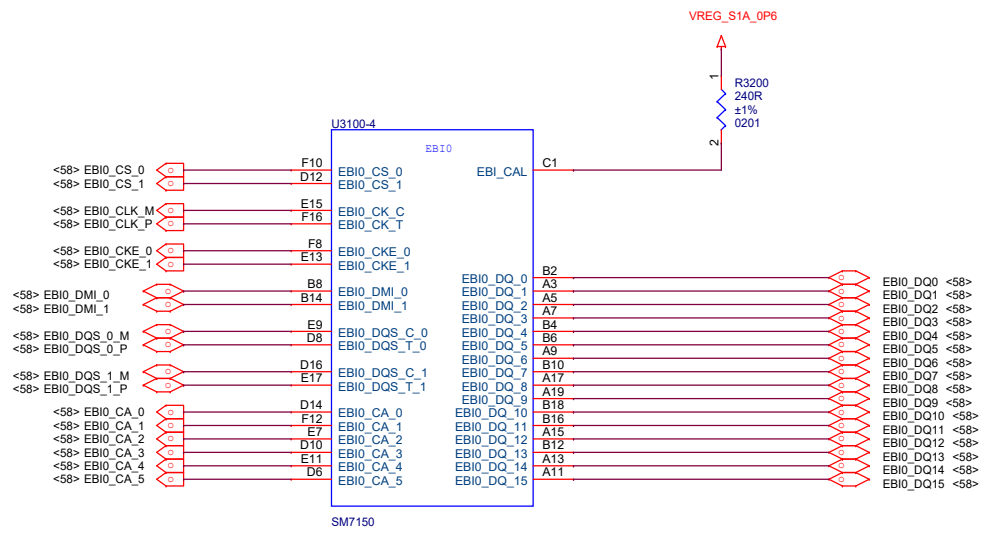 VREG_S1A_0P6
1
R3200
240R
±1%
0201
2
U3100-4
EBI0
<58> EBI0_CS_0 F10 EBI0_CS_0 EBI_CAL C1
<58> EBI0_CS_1 D12 EBI0_CS_1
<58> EBI0_CLK_M E15 EBI0_CK_C
<58> EBI0_CLK_P F16 EBI0_CK_T
<58> EBI0_CKE_0 F8 EBI0_CKE_0
<58> EBI0_CKE_1 E13 EBI0_CKE_1
EBI0_DQ_0 B2 EBI0_DQ0 <58>
<58> EBI0_DMI_0 B8 EBI0_DMI_0 EBI0_DQ_1 A3 EBI0_DQ1 <58>
<58> EBI0_DMI_1 B14 EBI0_DMI_1 EBI0_DQ_2 A5 EBI0_DQ2 <58>
EBI0_DQ_3 A7 EBI0_DQ3 <58>
<58> EBI0_DQS_0_M E9 EBI0_DQS_C_0 EBI0_DQ_4 B4 EBI0_DQ4 <58>
<58> EBI0_DQS_0_P D8 EBI0_DQS_T_0 EBI0_DQ_5 B6 EBI0_DQ5 <58>
EBI0_DQ_6 A9 EBI0_DQ6 <58>
<58> EBI0_DQS_1_M D16 EBI0_DQS_C_1 EBI0_DQ_7 B10 EBI0_DQ7 <58>
<58> EBI0_DQS_1_P E17 EBI0_DQS_T_1 EBI0_DQ_8 A17 EBI0_DQ8 <58>
EBI0_DQ_9 A19 EBI0_DQ9 <58>
<58> EBI0_CA_0 D14 EBI0_CA_0 EBI0_DQ_10 B18 EBI0_DQ10 <58>
<58> EBI0_CA_1 F12 EBI0_CA_1 EBI0_DQ_11 B16 EBI0_DQ11 <58>
<58> EBI0_CA_2 E7 EBI0_CA_2 EBI0_DQ_12 A15 EBI0_DQ12 <58>
<58> EBI0_CA_3 D10 EBI0_CA_3 EBI0_DQ_13 B12 EBI0_DQ13 <58>
<58> EBI0_CA_4 E11 EBI0_CA_4 EBI0_DQ_14 A13 EBI0_DQ14 <58>
<58> EBI0_CA_5 D6 EBI0_CA_5 EBI0_DQ_15 A11 EBI0_DQ15 <58>
SM7150